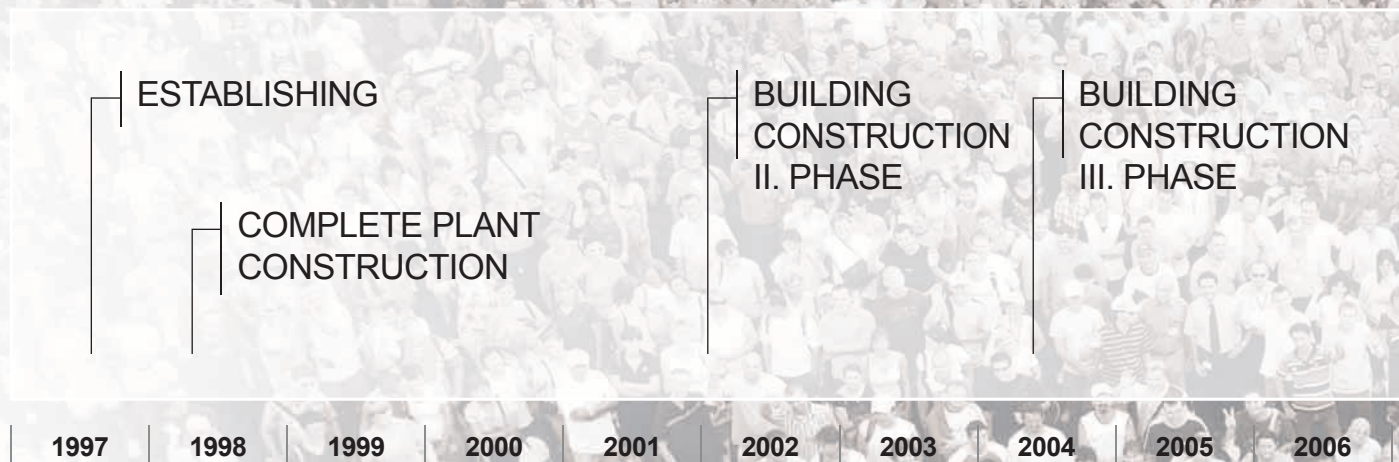 ESTABLISHING
COMPLETE PLANT
CONSTRUCTION
BUILDING
CONSTRUCTION
II. PHASE
BUILDING
CONSTRUCTION
III. PHASE
1997 1998 1999 2000 2001 2002 2003 2004 2005 2006